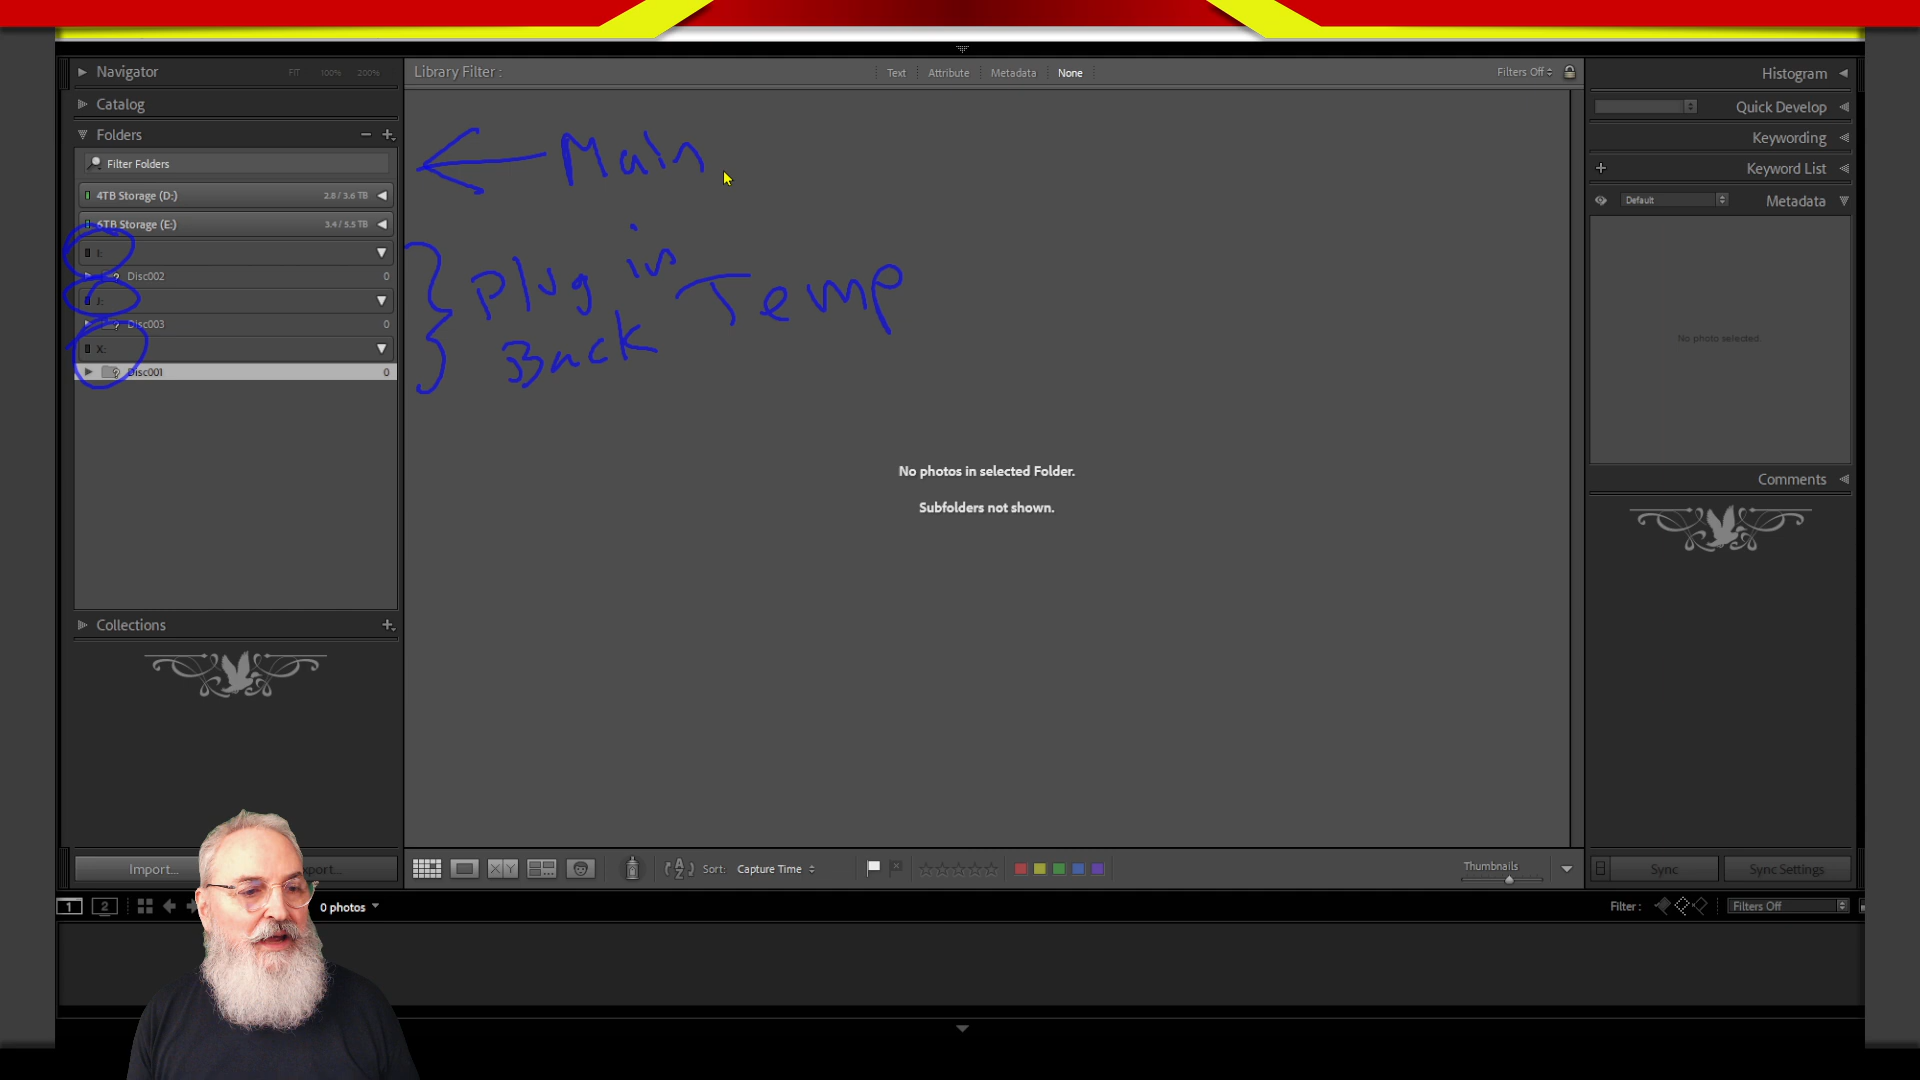 Navigator FIT 100% 200%
Catalog
Folders
Filter Folders
4TB Storage (D:) 2.8 / 3.6 TB
6TB Storage (E:) 3.4 / 5.5 TB
I:
Disc002 0
J:
Disc003 0
X:
Disc001 0
Collections
Import...
xport...
Library Filter : Text Attribute Metadata None Filters Off
Main
Plug in Temp
Back
No photos in selected Folder.
Subfolders not shown.
Histogram
Quick Develop
Keywording
Keyword List
Default Metadata
No photo selected.
Comments
XY Sort: Capture Time Thumbnails
Sync Sync Settings
1 2 0 photos Filter : Filters Off